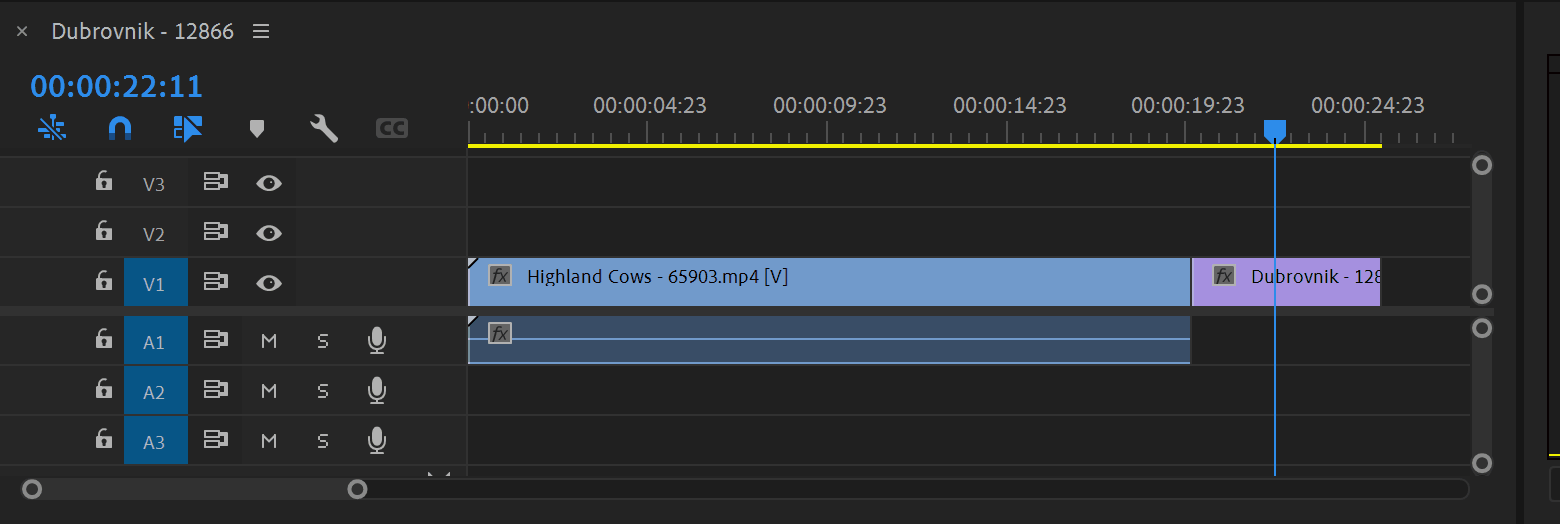 × Dubrovnik - 12866
00:00:22:11
:00:00 00:00:04:23 00:00:09:23 00:00:14:23 00:00:19:23 00:00:24:23
CC
V3
V2
V1 fx Highland Cows - 65903.mp4 [V] fx Dubrovnik - 128
A1 M S fx
A2 M S
A3 M S